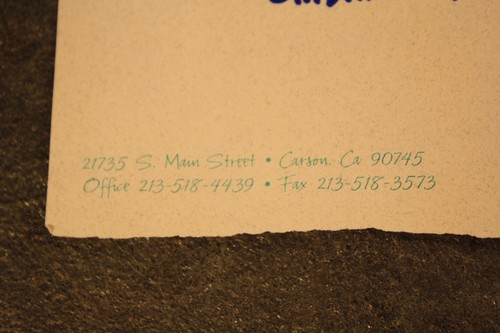 21735 S. Main Street • Carson, Ca 90745
Office 213-518-4439 • Fax 213-518-3573